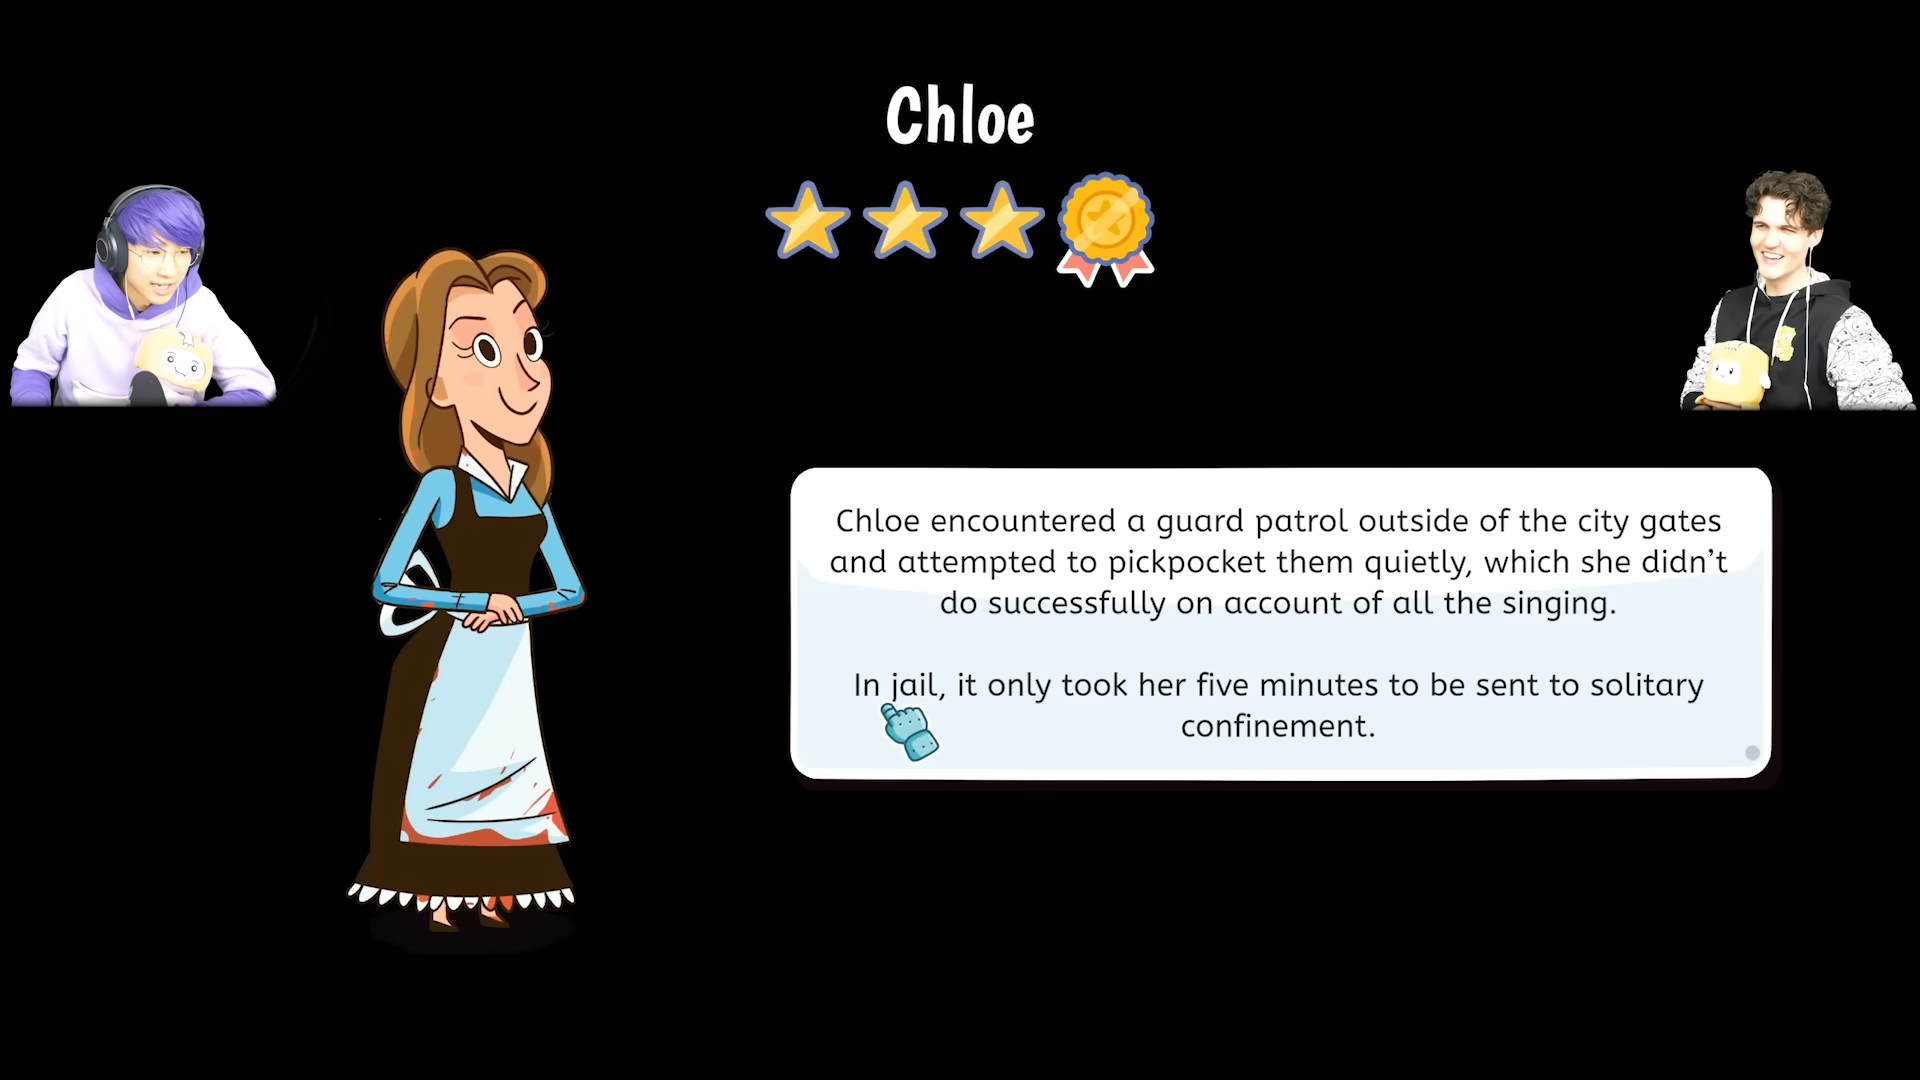 Chloe
Chloe encountered a guard patrol outside of the city gates
and attempted to pickpocket them quietly, which she didn’t
do successfully on account of all the singing.
In jail, it only took her five minutes to be sent to solitary
confinement.